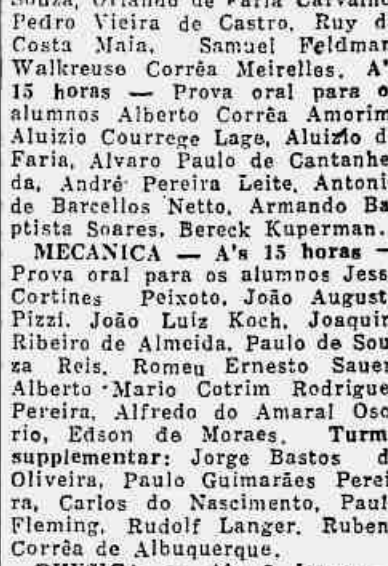 Souza, Orlando de Faria Carvalho
Pedro Vieira de Castro, Ruy d
Costa Maia, Samuel Feldmar
Walkreuse Corrêa Meirelles. A'
15 horas — Prova oral para o
alumnos Alberto Corrêa Amorim
Aluizio Courrege Lage, Aluizio d
Faria, Alvaro Paulo de Cantanhe
da, André Pereira Leite, Antoni
de Barcellos Netto, Armando Ba
ptista Soares, Bereck Kuperman.
MECANICA — A's 15 horas —
Prova oral para os alumnos Jess
Cortines Peixoto, João August
Pizzi, João Luiz Koch, Joaquir
Ribeiro de Almeida, Paulo de Sou
za Reis, Romeu Ernesto Sauer
Alberto Mario Cotrim Rodrigue
Pereira, Alfredo do Amaral Oso
rio, Edson de Moraes. Turm
supplementar: Jorge Bastos d
Oliveira, Paulo Guimarães Perei
ra, Carlos do Nascimento, Paul
Fleming, Rudolf Langer, Ruben
Corrêa de Albuquerque.